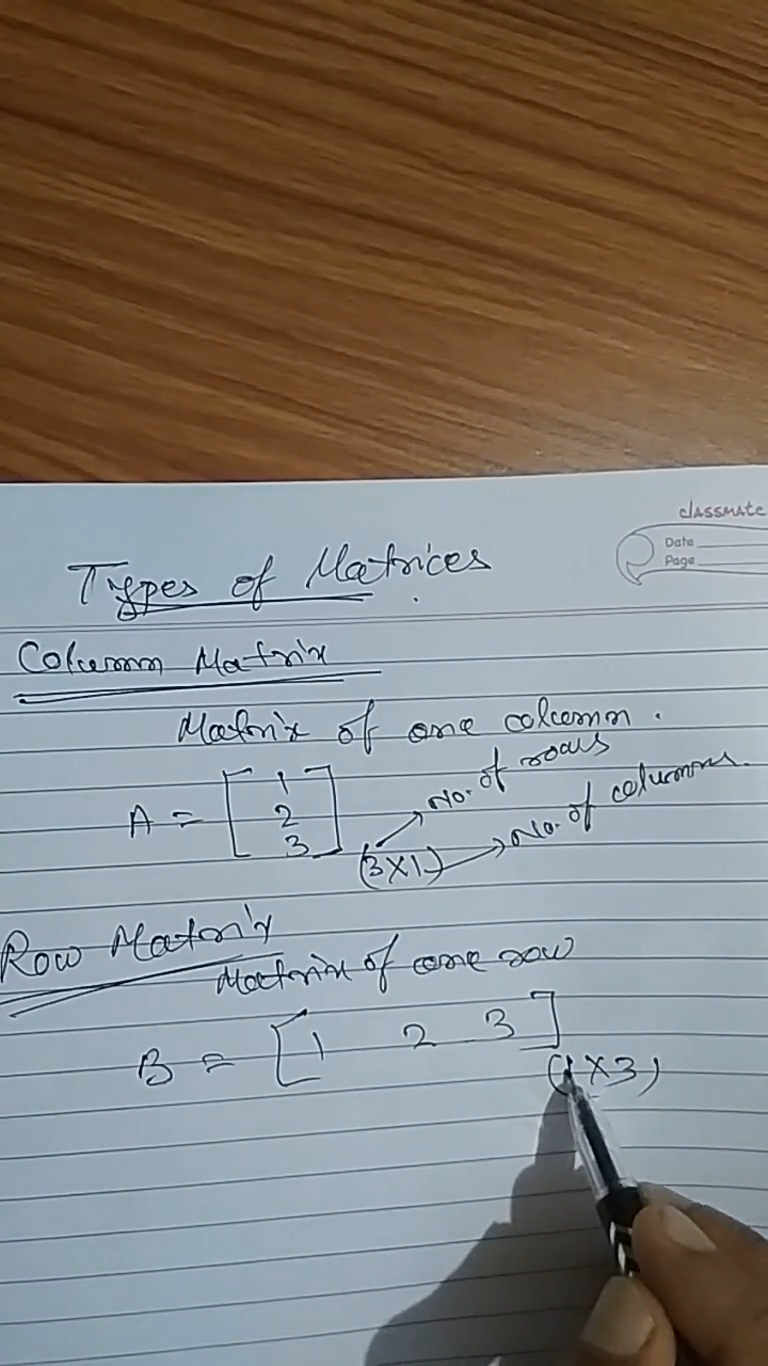 classmate
Date
Page
Types of Matrices
Column Matrix
Matrix of one column.
A = [1 2 3] (3×1)
No. of rows
No. of columns.
Row Matrix
Matrix of one row
B = [1 2 3] (1×3)